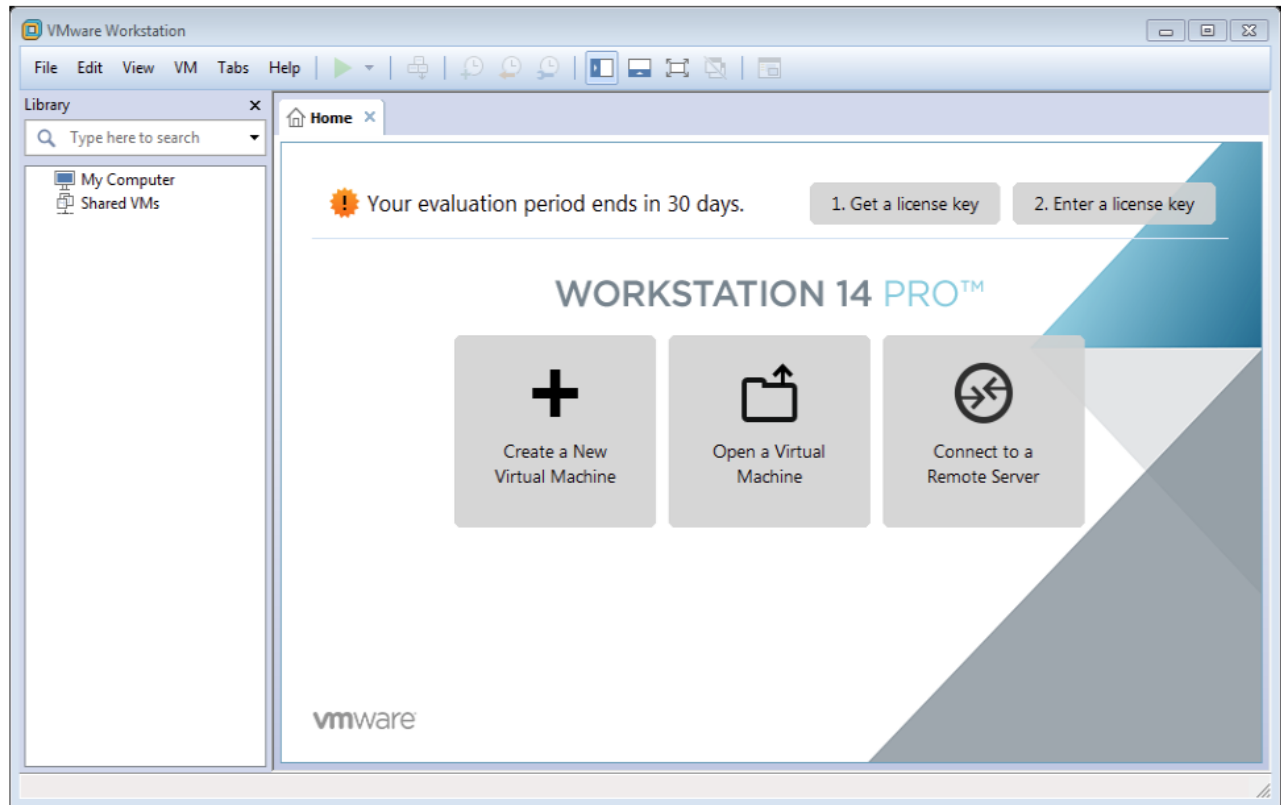 VMware Workstation
File Edit View VM Tabs Help
Library
Type here to search
My Computer
Shared VMs
Home
Your evaluation period ends in 30 days.
1. Get a license key
2. Enter a license key
WORKSTATION 14 PRO™
Create a New
Virtual Machine
Open a Virtual
Machine
Connect to a
Remote Server
vmware